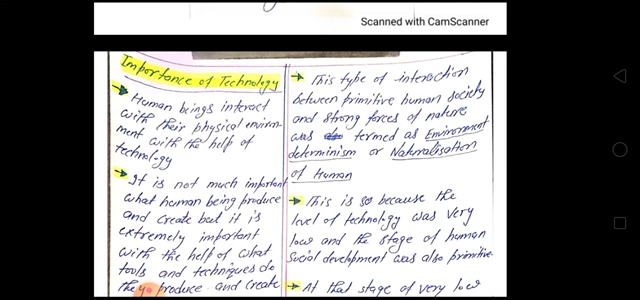 Scanned with CamScanner
Importance of Technology
→ Human beings interact
with their physical environ-
ment with the help of
technology
→ It is not much important
what human being produce
and create but it is
extremely important
with the help of what
tools and techniques do
they produce and create
→ This type of interaction
between primitive human society
and strong forces of nature
was termed as Environment
determinism or Naturalisation
of Human
→ This is so because the
level of technology was very
low and the stage of human
social development was also primitive.
→ At that stage of very low